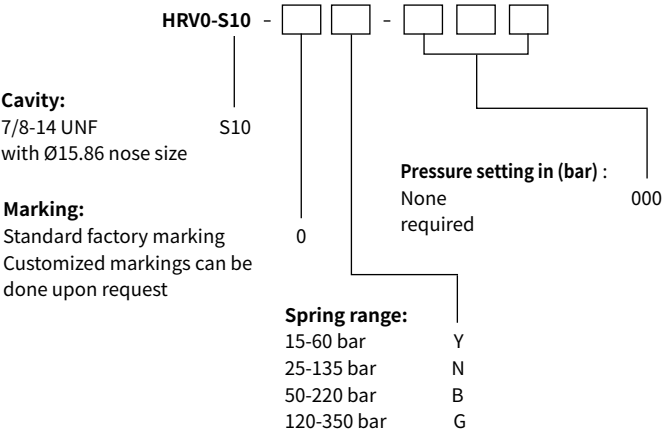 HRV0-S10 - -
Cavity:
7/8-14 UNF S10
with Ø15.86 nose size
Pressure setting in (bar) :
None 000
required
Marking:
Standard factory marking 0
Customized markings can be
done upon request
Spring range:
15-60 bar Y
25-135 bar N
50-220 bar B
120-350 bar G